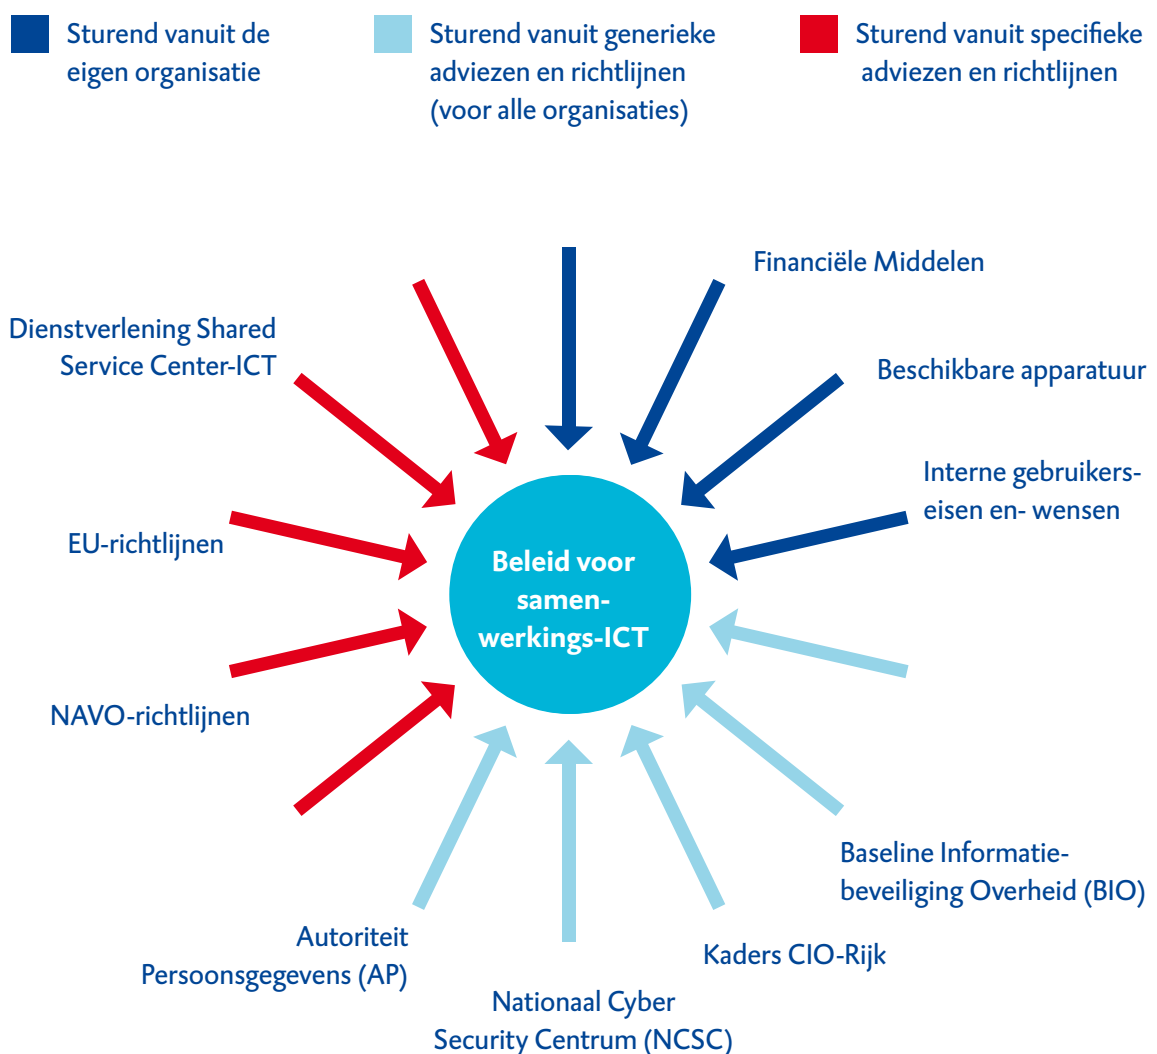 Sturend vanuit de
eigen organisatie
Sturend vanuit generieke
adviezen en richtlijnen
(voor alle organisaties)
Sturend vanuit specifieke
adviezen en richtlijnen
Financiële Middelen
Dienstverlening Shared
Service Center-ICT
Beschikbare apparatuur
Interne gebruikers-
eisen en- wensen
EU-richtlijnen
Beleid voor
samen-
werkings-ICT
NAVO-richtlijnen
Baseline Informatie-
beveiliging Overheid (BIO)
Autoriteit
Persoonsgegevens (AP)
Kaders CIO-Rijk
Nationaal Cyber
Security Centrum (NCSC)